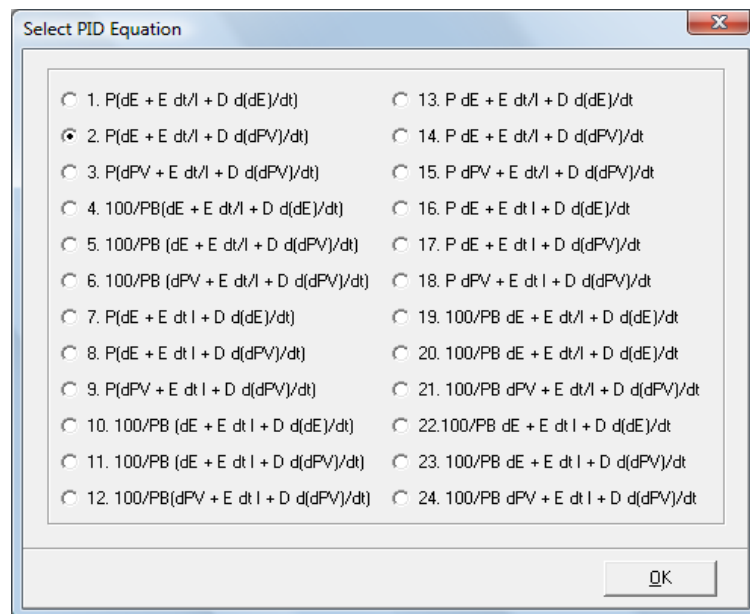 Select PID Equation
1. P(dE + E dt/I + D d(dE)/dt)
2. P(dE + E dt/I + D d(dPV)/dt)
3. P(dPV + E dt/I + D d(dPV)/dt)
4. 100/PB(dE + E dt/I + D d(dE)/dt)
5. 100/PB (dE + E dt/I + D d(dPV)/dt)
6. 100/PB (dPV + E dt/I + D d(dPV)/dt)
7. P(dE + E dt I + D d(dE)/dt)
8. P(dE + E dt I + D d(dPV)/dt)
9. P(dPV + E dt I + D d(dPV)/dt)
10. 100/PB (dE + E dt I + D d(dE)/dt)
11. 100/PB (dE + E dt I + D d(dPV)/dt)
12. 100/PB(dPV + E dt I + D d(dPV)/dt)
13. P dE + E dt/I + D d(dE)/dt
14. P dE + E dt/I + D d(dPV)/dt
15. P dPV + E dt/I + D d(dPV)/dt
16. P dE + E dt I + D d(dE)/dt
17. P dE + E dt I + D d(dPV)/dt
18. P dPV + E dt I + D d(dPV)/dt
19. 100/PB dE + E dt/I + D d(dE)/dt
20. 100/PB dE + E dt/I + D d(dE)/dt
21. 100/PB dPV + E dt/I + D d(dPV)/dt
22.100/PB dE + E dt I + D d(dE)/dt
23. 100/PB dE + E dt I + D d(dPV)/dt
24. 100/PB dPV + E dt I + D d(dPV)/dt
OK